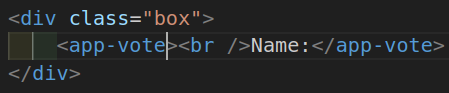 <div class="box">
    <app-vote><br />Name:</app-vote>
</div>